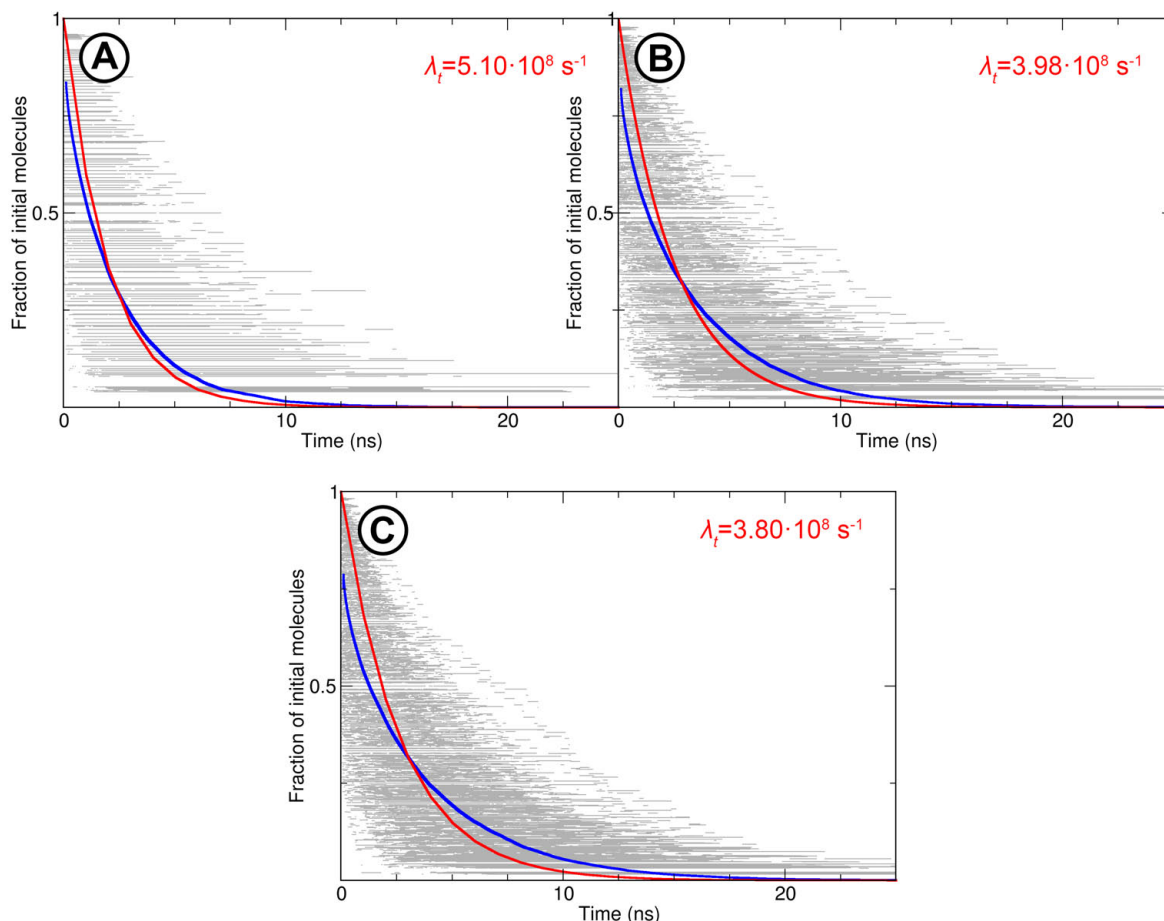 1
A
λt=5.10·10⁸ s⁻¹
Fraction of initial molecules
0.5
0
10
20
Time (ns)
1
B
λt=3.98·10⁸ s⁻¹
Fraction of initial molecules
0.5
0
10
20
Time (ns)
1
C
λt=3.80·10⁸ s⁻¹
Fraction of initial molecules
0.5
0
10
20
Time (ns)